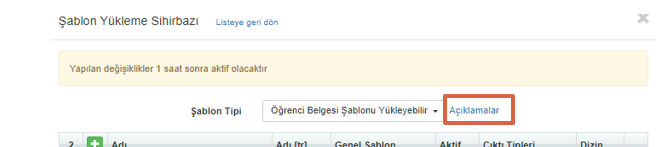 Şablon Yükleme Sihirbazı Listeye geri dön
Yapılan değişiklikler 1 saat sonra aktif olacaktır
Şablon Tipi Öğrenci Belgesi Şablonu Yükleyebilir Açıklamalar
2 Adı Adı [tr] Genel Şablon Aktif Çıktı Tipleri Dizin